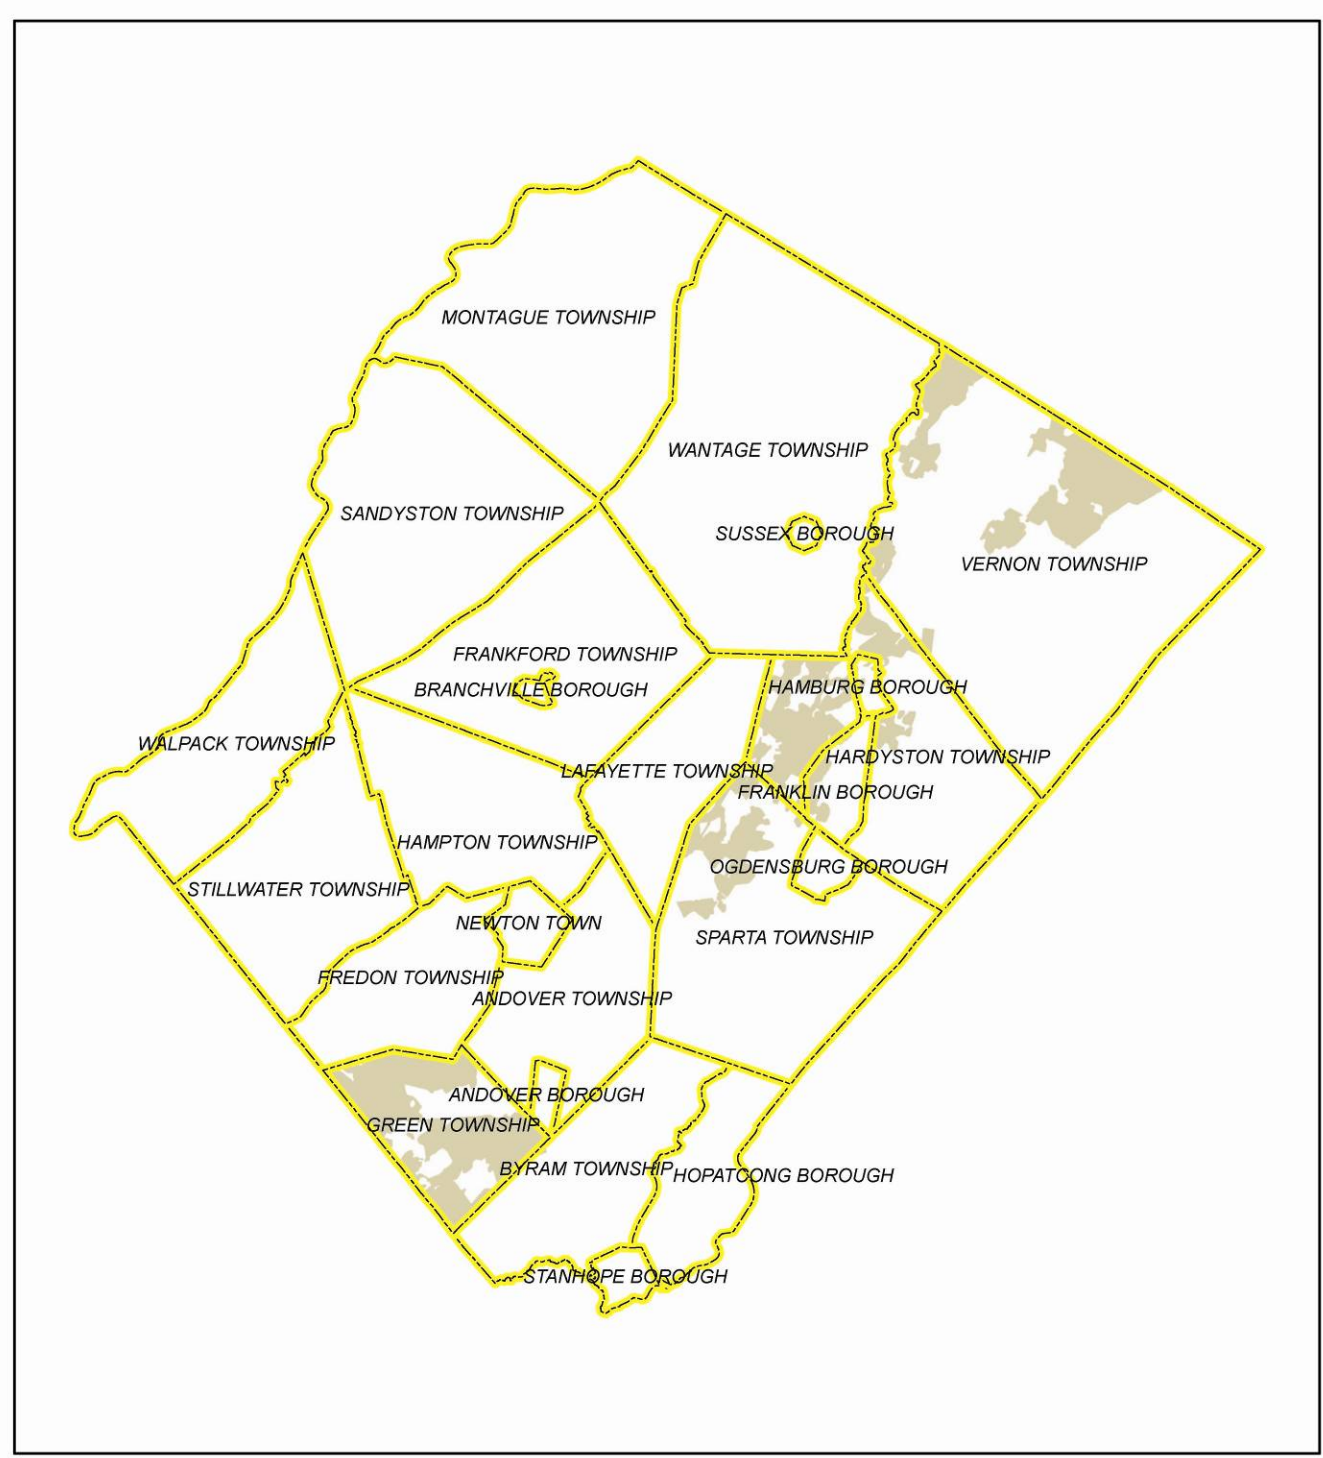 MONTAGUE TOWNSHIP
WANTAGE TOWNSHIP
SANDYSTON TOWNSHIP
SUSSEX BOROUGH
VERNON TOWNSHIP
FRANKFORD TOWNSHIP
BRANCHVILLE BOROUGH
HAMBURG BOROUGH
WALPACK TOWNSHIP
HARDYSTON TOWNSHIP
LAFAYETTE TOWNSHIP
FRANKLIN BOROUGH
HAMPTON TOWNSHIP
OGDENSBURG BOROUGH
STILLWATER TOWNSHIP
NEWTON TOWN
SPARTA TOWNSHIP
FREDON TOWNSHIP
ANDOVER TOWNSHIP
ANDOVER BOROUGH
GREEN TOWNSHIP
BYRAM TOWNSHIP
HOPATCONG BOROUGH
STANHOPE BOROUGH